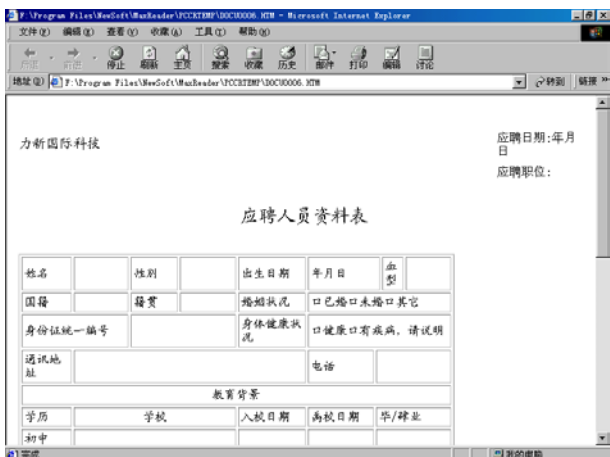 F:\Program Files\NewSoft\MaxReader\PCCRTEMP\DOCU0006.HTM - Microsoft Internet Explorer
文件(F) 编辑(E) 查看(V) 收藏(A) 工具(T) 帮助(H)
后退 前进 停止 刷新 主页 搜索 收藏 历史 邮件 打印 编辑 讨论
地址(D) F:\Program Files\NewSoft\MaxReader\PCCRTEMP\DOCU0006.HTM 转到 链接 »
力新国际科技
应聘日期:年月
日
应聘职位:
应聘人员资料表
姓名 性别 出生日期 年月日 血型
国籍 籍贯 婚姻状况 口已婚口未婚口其它
身份证统一编号 身体健康状况 口健康口有疾病, 请说明
通讯地址 电话
教育背景
学历 学校 入校日期 离校日期 毕/肄业
初中
完成 我的电脑